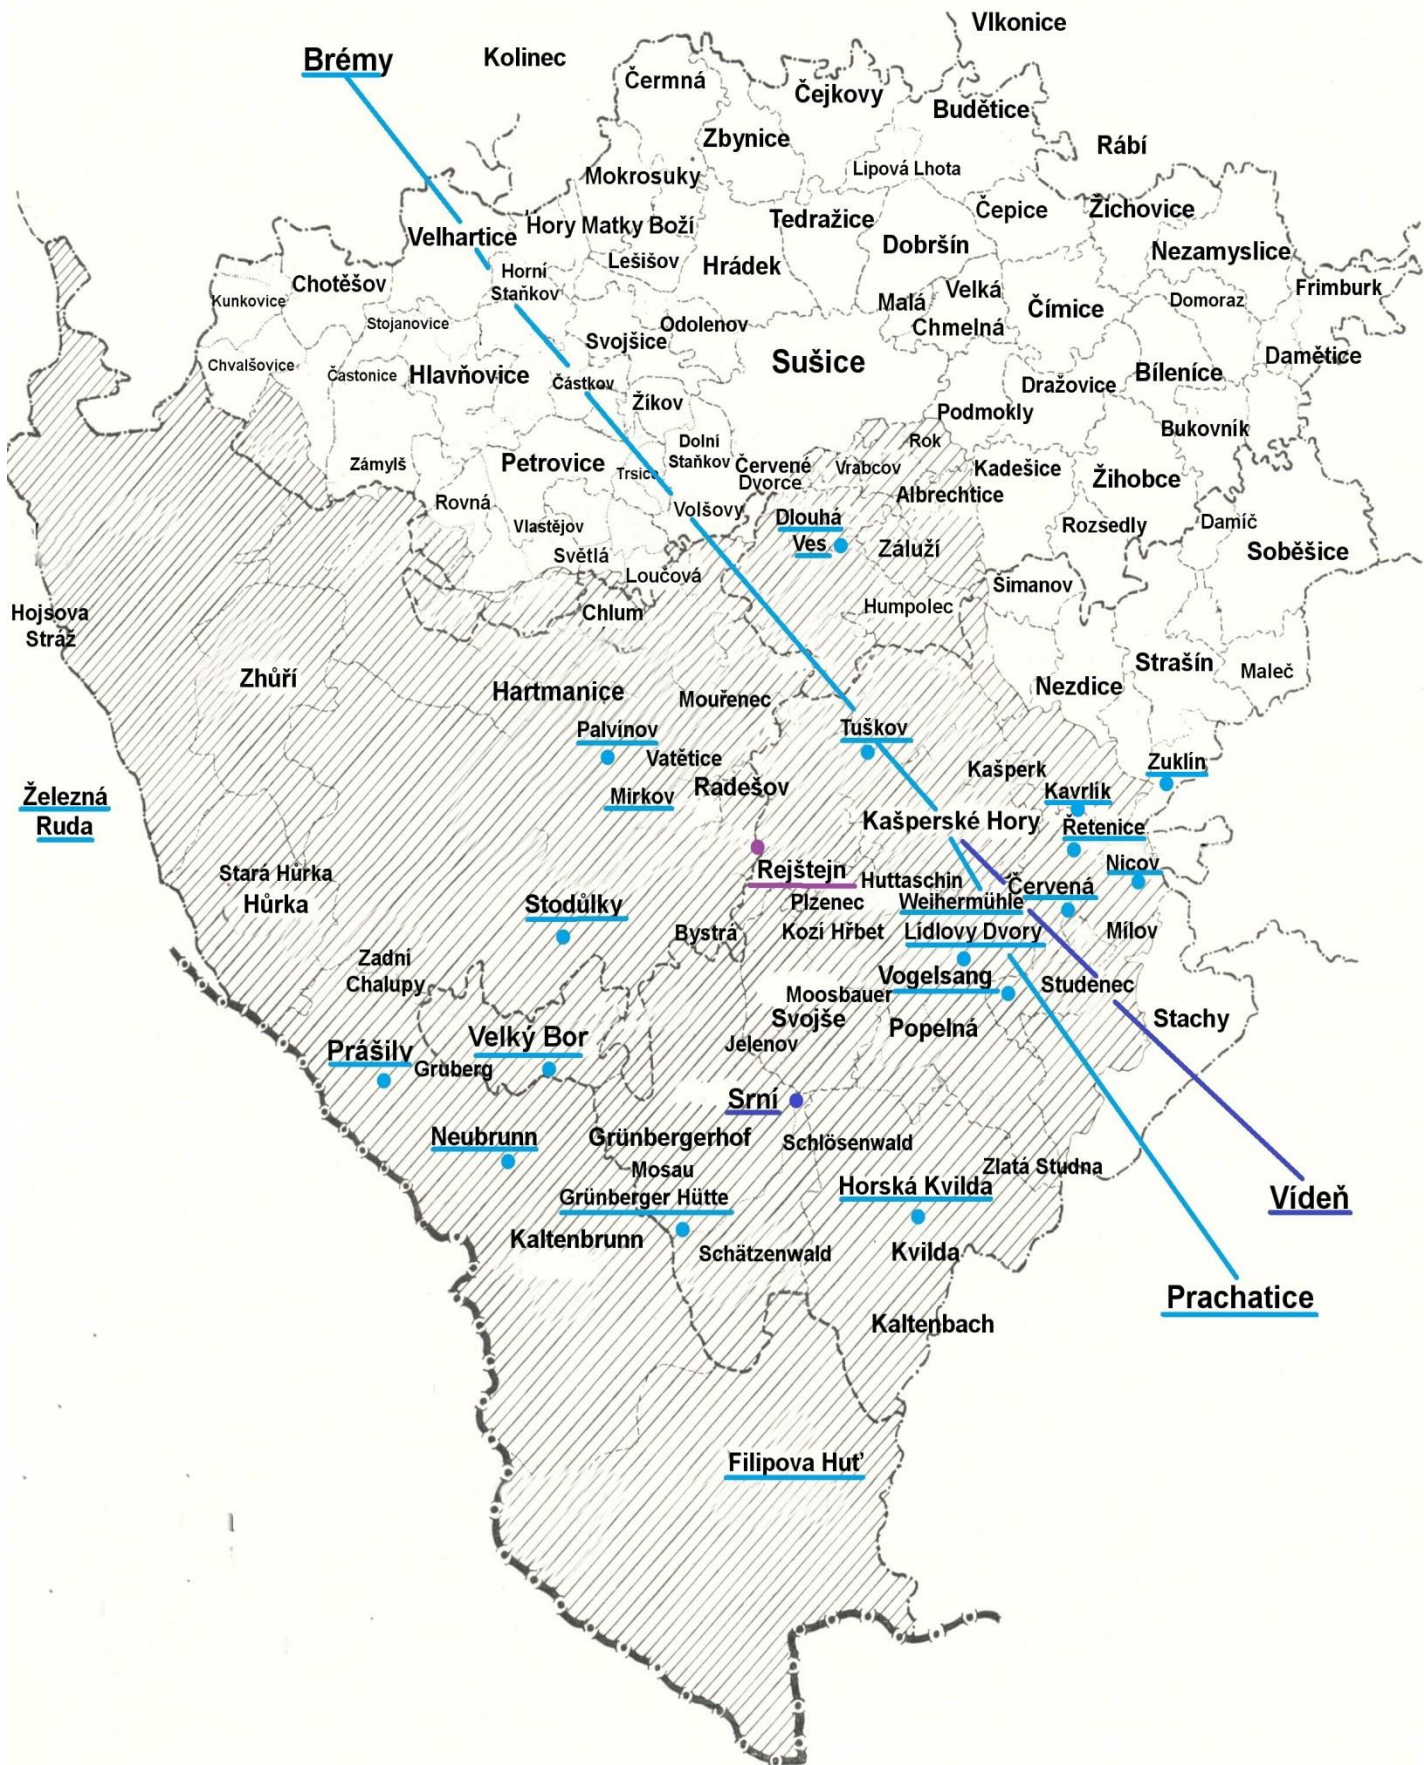 Vlkonice
Brémy
Kolinec
Čermná
Čejkovy
Budětice
Zbynice
Rábí
Lipová Lhota
Mokrosuky
Čepice
Žichovice
Tedražice
Hory Matky Boží
Velhartice
Dobršín
Nezamyslice
Lešišov
Hrádek
Horní
Staňkov
Chotěšov
Kunkovice
Malá
Velká
Chmelná
Čímice
Domoraz
Frimburk
Stojanovice
Svojšice
Odolenov
Sušice
Damětice
Chvalšovice
Častonice
Hlavňovice
Částkov
Žíkov
Dražovice
Bílenice
Podmokly
Bukovník
Zámyšl
Petrovice
Trsice
Dolní
Staňkov
Červené
Dvorce
Vrabcov
Rok
Kadešice
Žihobce
Albrechtice
Rovná
Volšovy
Vlastějov
Dlouhá
Ves
Rozsedly
Damíč
Soběšice
Světlá
Záluží
Loučová
Šimanov
Hojsova
Stráž
Chlum
Humpolec
Zhůří
Strašín
Maleč
Hartmanice
Mouřenec
Nezdice
Palvínov
Tuškov
Vatětice
Kašperk
Zuklín
Železná
Ruda
Mirkov
Radešov
Kavrlík
Kašperské Hory
Řetenice
Rejštejn
Nicov
Stará Hůrka
Hůrka
Huttaschin
Červená
Stodůlky
Plzenec
Weihermühle
Bystrá
Kozí Hřbet
Lídlovy Dvory
Mílov
Zadní
Chalupy
Vogelsang
Studenec
Moosbauer
Svojše
Popelná
Stachy
Velký Bor
Jelenov
Prášily
Gruberg
Srní
Neubrunn
Grünbergerhof
Schlösenwald
Mosau
Zlatá Studna
Grünberger Hütte
Horská Kvilda
Vídeň
Kaltenbrunn
Schätzenwald
Kvilda
Prachatice
Kaltenbach
Filipova Huť